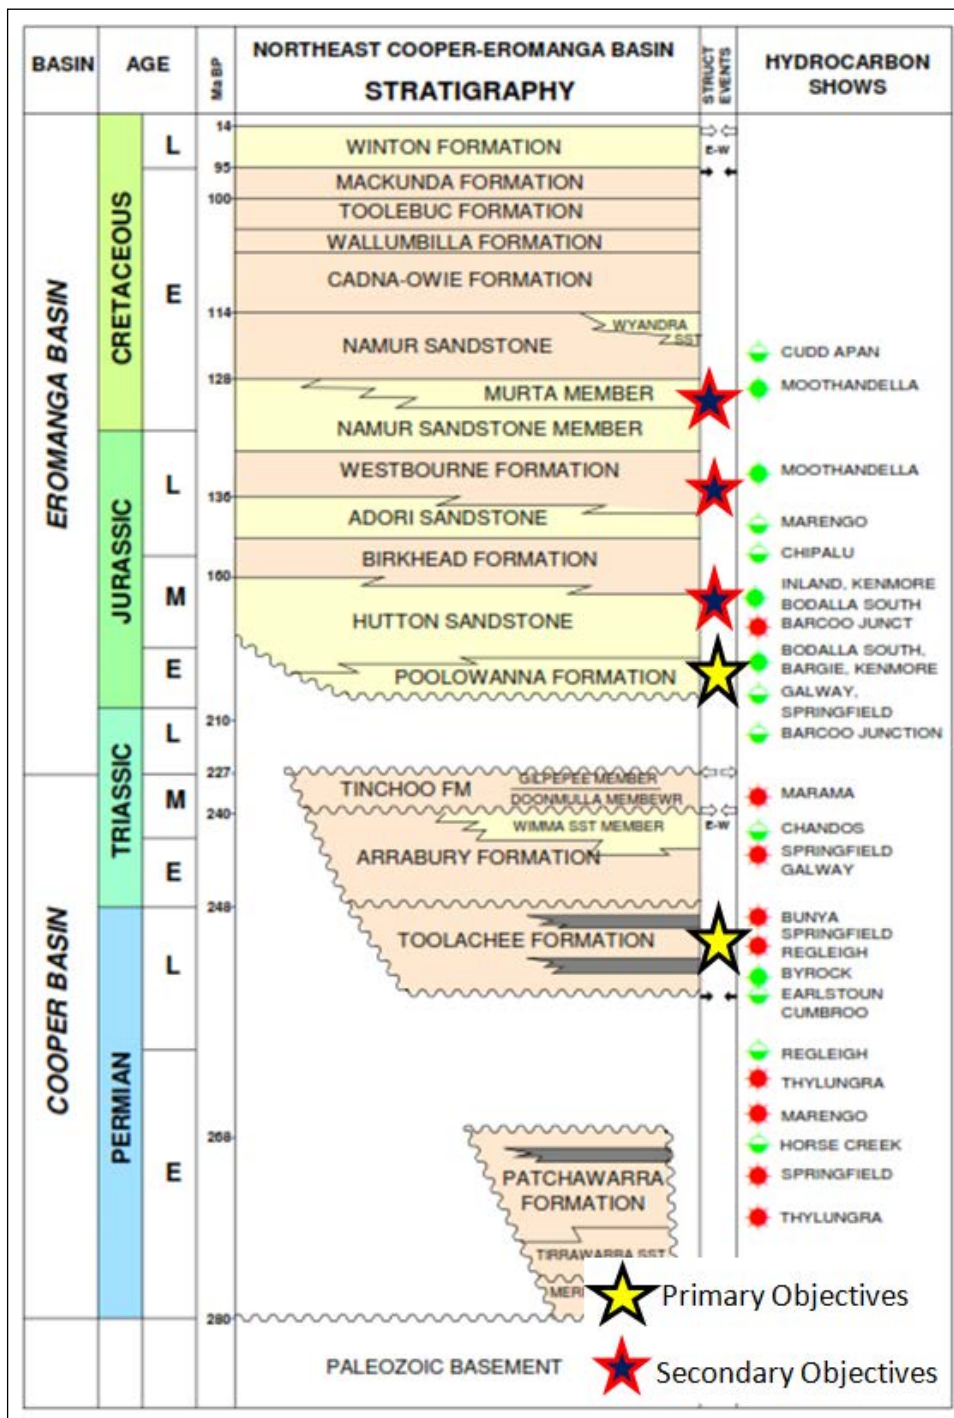 BASIN
AGE
Ma BP
NORTHEAST COOPER-EROMANGA BASIN
STRATIGRAPHY
STRUCT
EVENTS
HYDROCARBON
SHOWS
EROMANGA BASIN
COOPER BASIN
CRETACEOUS
JURASSIC
TRIASSIC
PERMIAN
L
E
L
M
E
L
M
E
L
E
14
95
100
114
128
136
160
210
227
240
248
268
280
WINTON FORMATION
MACKUNDA FORMATION
TOOLEBUC FORMATION
WALLUMBILLA FORMATION
CADNA-OWIE FORMATION
WYANDRA
SST
NAMUR SANDSTONE
MURTA MEMBER
NAMUR SANDSTONE MEMBER
WESTBOURNE FORMATION
ADORI SANDSTONE
BIRKHEAD FORMATION
HUTTON SANDSTONE
POOLOWANNA FORMATION
GILPEPEE MEMBER
TINCHOO FM
DOONMULLA MEMBEWR
WIMMA SST MEMBER
ARRABURY FORMATION
TOOLACHEE FORMATION
PATCHAWARRA
FORMATION
TIRRAWARRA SST
PALEOZOIC BASEMENT
E-W
E-W
CUDD APAN
MOOTHANDELLA
MOOTHANDELLA
MARENGO
CHIPALU
INLAND, KENMORE
BODALLA SOUTH
BARCOO JUNCT
BODALLA SOUTH,
BARGIE, KENMORE
GALWAY,
SPRINGFIELD
BARCOO JUNCTION
MARAMA
CHANDOS
SPRINGFIELD
GALWAY
BUNYA
SPRINGFIELD
REGLEIGH
BYROCK
EARLSTOUN
CUMBROO
REGLEIGH
THYLUNGRA
MARENGO
HORSE CREEK
SPRINGFIELD
THYLUNGRA
Primary Objectives
Secondary Objectives